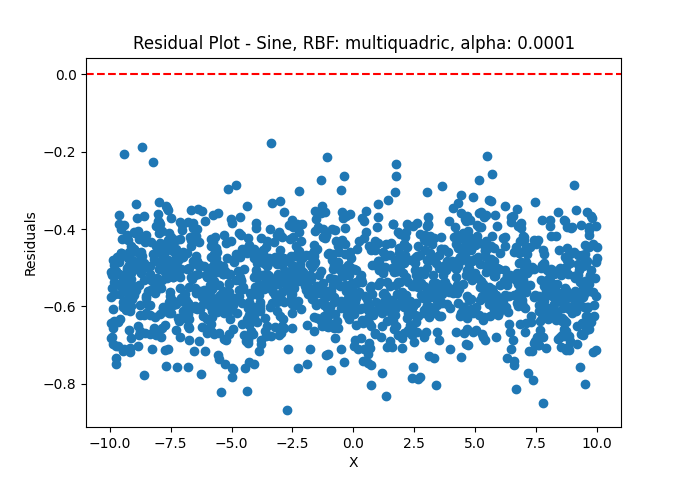 Residual Plot - Sine, RBF: multiquadric, alpha: 0.0001
0.0
−0.2
−0.4
−0.6
−0.8
Residuals
−10.0 −7.5 −5.0 −2.5 0.0 2.5 5.0 7.5 10.0
X